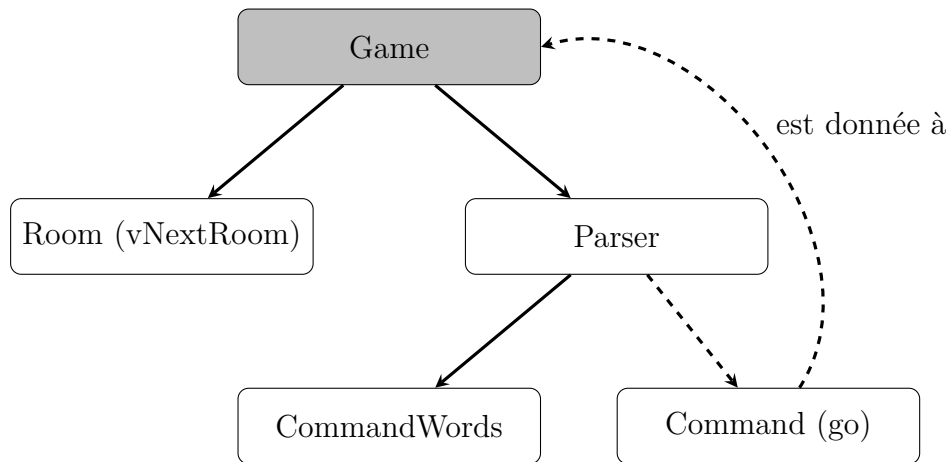 Game
est donnée à
Room (vNextRoom)
Parser
CommandWords
Command (go)